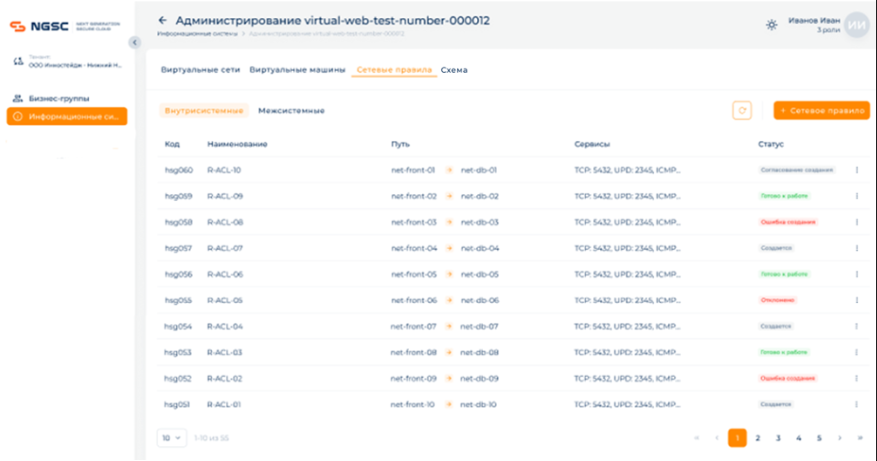 NGSC NEXT GENERATION SECURE CLOUD
Тенант
ООО Инностейдж - Нижний Н...
Бизнес-группы
Информационные си...
Администрирование virtual-web-test-number-000012
Информационные системы > Администрирование virtual-web-test-number-00012
Иванов Иван
3 роли
ИИ
Виртуальные сети Виртуальные машины Сетевые правила Схема
Внутрисистемные Межсистемные
+ Сетевое правило
Код Наименование Путь Сервисы Статус
hsg060 R-ACL-10 net-front-01 net-db-01 TCP: 5432, UPD: 2345, ICMP... Согласование создания
hsg059 R-ACL-09 net-front-02 net-db-02 TCP: 5432, UPD: 2345, ICMP... Готово к работе
hsg058 R-ACL-08 net-front-03 net-db-03 TCP: 5432, UPD: 2345, ICMP... Ошибка создания
hsg057 R-ACL-07 net-front-04 net-db-04 TCP: 5432, UPD: 2345, ICMP... Создается
hsg056 R-ACL-06 net-front-05 net-db-05 TCP: 5432, UPD: 2345, ICMP... Готово к работе
hsg055 R-ACL-05 net-front-06 net-db-06 TCP: 5432, UPD: 2345, ICMP... Отклонено
hsg054 R-ACL-04 net-front-07 net-db-07 TCP: 5432, UPD: 2345, ICMP... Создается
hsg053 R-ACL-03 net-front-08 net-db-08 TCP: 5432, UPD: 2345, ICMP... Готово к работе
hsg052 R-ACL-02 net-front-09 net-db-09 TCP: 5432, UPD: 2345, ICMP... Ошибка создания
hsg051 R-ACL-01 net-front-10 net-db-10 TCP: 5432, UPD: 2345, ICMP... Создается
10 1-10 из 55 « ‹ 1 2 3 4 5 › »